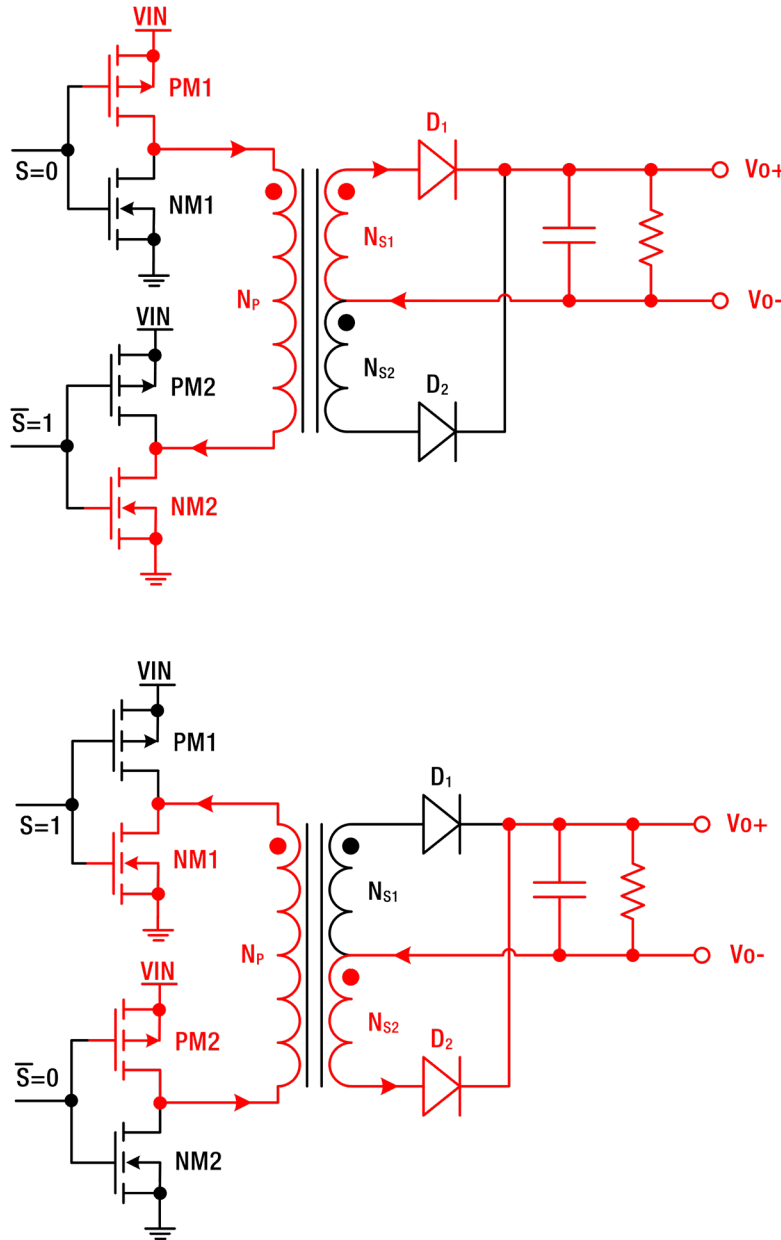 VIN
PM1
D1
S=0
NM1
NS1
Vo+
NP
Vo-
VIN
PM2
NS2
D2
S̅=1
NM2
VIN
PM1
D1
S=1
NM1
NS1
Vo+
NP
Vo-
VIN
PM2
NS2
D2
S̅=0
NM2